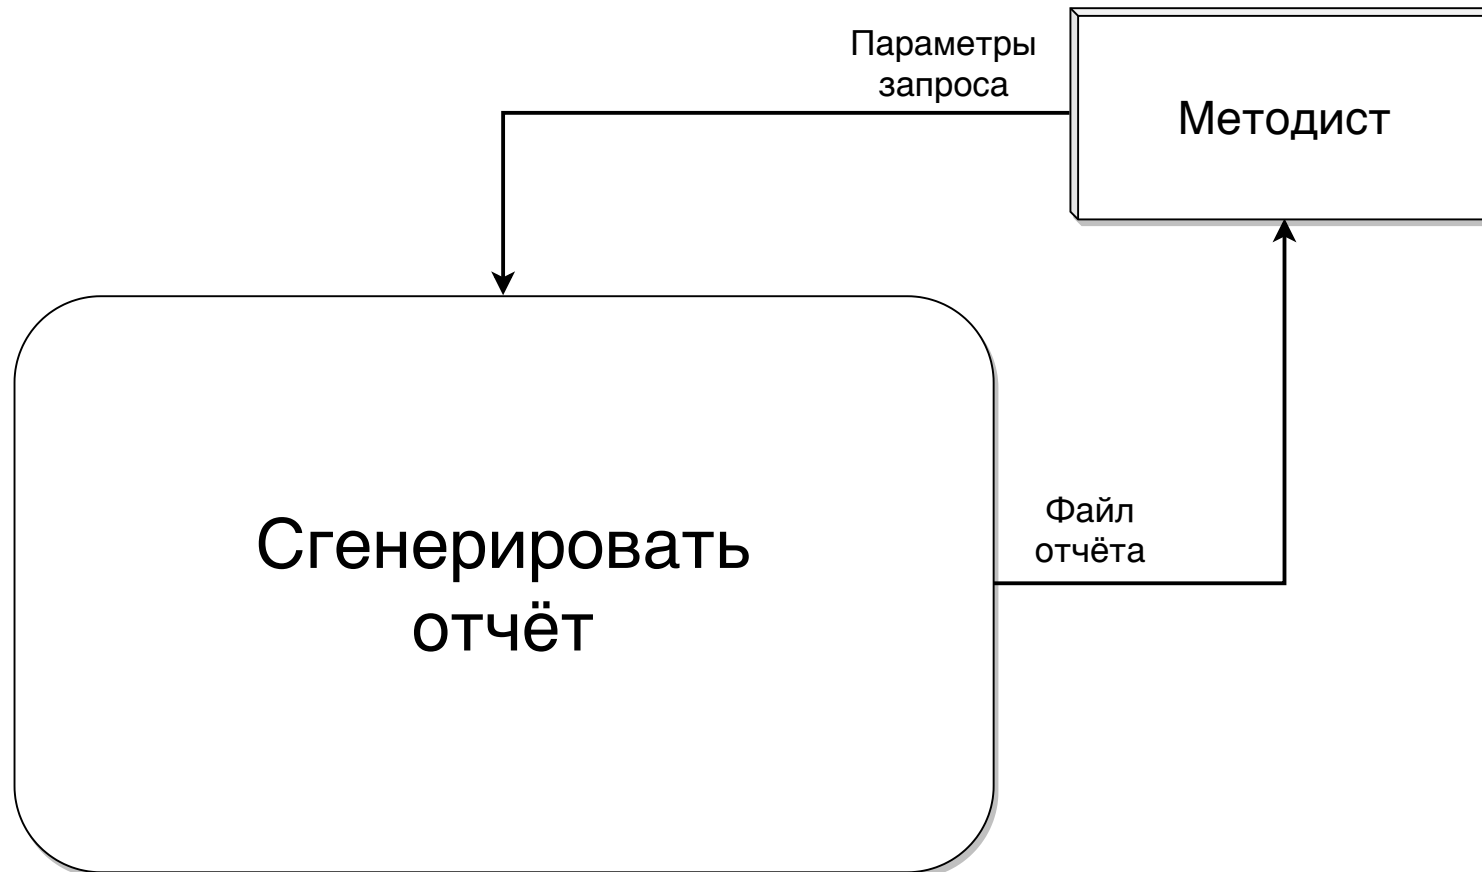 Параметры
запроса
Методист
Сгенерировать
отчёт
Файл
отчёта